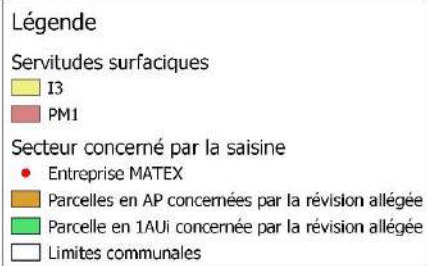 Légende
Servitudes surfaciques
I3
PM1
Secteur concerné par la saisine
Entreprise MATEX
Parcelles en AP concernées par la révision allégée
Parcelle en 1AUi concernée par la révision allégée
Limites communales